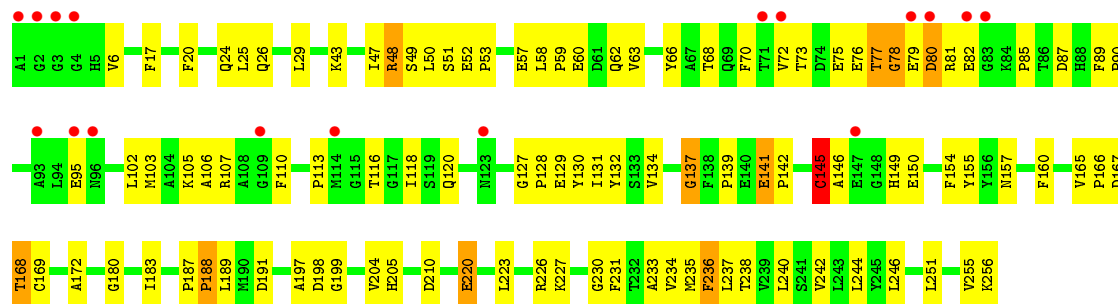 A1 G2 G3 G4 H5 V6 F17 F20 Q24 L25 Q26 L29 K43 I47 R48 S49 L50 S51 E52 P53 E57 L58 P59 E60 D61 Q62 V63 Y66 A67 T68 Q69 F70 T71 V72 T73 D74 E75 E76 T77 G78 E79 D80 R81 E82 G83 K84 P85 T86 D87 H88 F89 P90
A93 L94 E95 N96 L102 M103 A104 K105 A106 R107 A108 G109 F110 P113 M114 G115 T116 G117 I118 S119 Q120 N123 G127 P128 E129 Y130 I131 Y132 S133 V134 G137 F138 P139 E140 E141 P142 C145 A146 E147 G148 H149 E150 F154 Y155 Y156 N157 F160 V165 P166 D167
T168 C169 A172 G180 I183 P187 P188 L189 M190 D191 A197 D198 G199 V204 H205 D210 E220 L223 R226 K227 G230 F231 T232 A233 V234 M235 F236 L237 T238 V239 L240 S241 V242 L243 L244 Y245 L246 L251 V255 K256